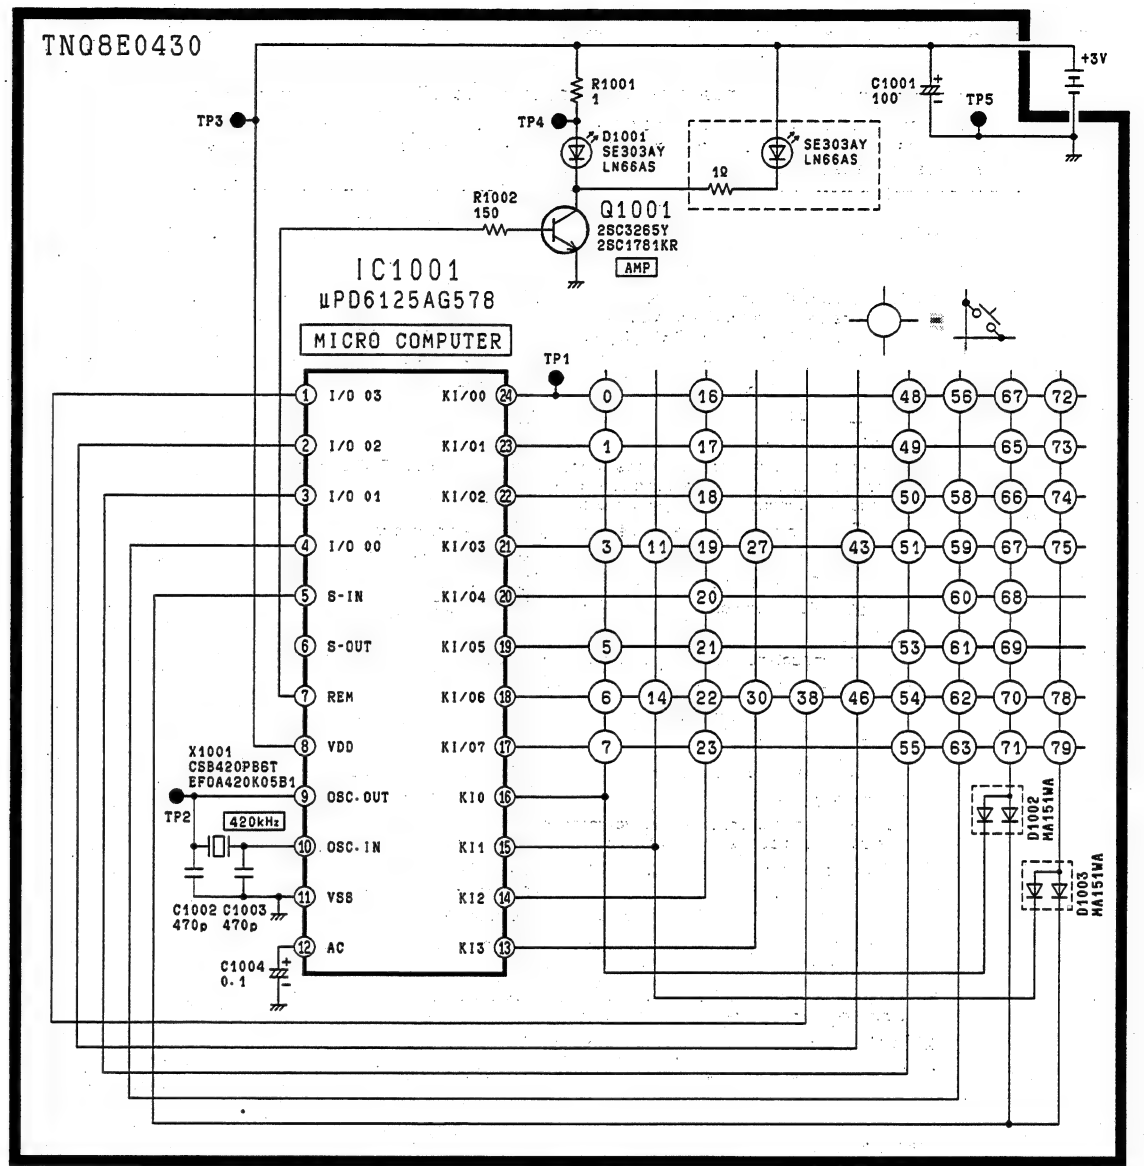 TNQ8E0430
+3V
R1001
1
C1001
100
TP5
TP3
TP4
D1001
SE303AY
LN66AS
SE303AY
LN66AS
1Ω
R1002
150
Q1001
2SC3265Y
2SC1781KR
AMP
IC1001
μPD6125AG578
MICRO COMPUTER
=
TP1
1 I/O 03 KI/00 24 0 16 48 56 67 72
2 I/O 02 KI/01 23 1 17 49 65 73
3 I/O 01 KI/02 22 18 50 58 66 74
4 I/O 00 KI/03 21 3 11 19 27 43 51 59 67 75
5 S-IN KI/04 20 20 60 68
6 S-OUT KI/05 19 5 21 53 61 69
7 REM KI/06 18 6 14 22 30 38 46 54 62 70 78
8 VDD KI/07 17 7 23 55 63 71 79
X1001
CSB420PB6T
EFOA420K05B1
9 OSC.OUT KI0 16
TP2
420kHz
10 OSC.IN KI1 15
11 VSS KI2 14
C1002 C1003
470p 470p
12 AC KI3 13
C1004
0.1
+
-
+
-
D1002
MA151WA
D1003
MA151WA